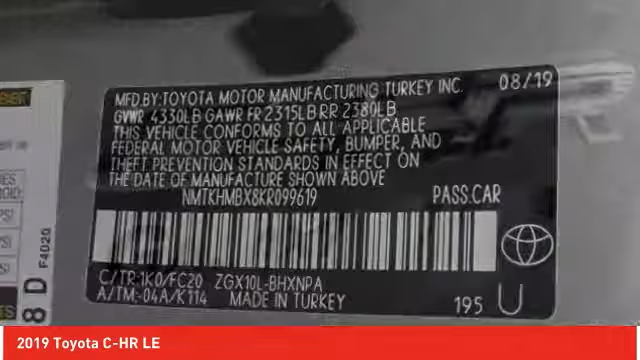 MFD.BY:TOYOTA MOTOR MANUFACTURING TURKEY INC. 08/19
GVWR 4330LB GAWR FR 2315LB RR 2380LB
THIS VEHICLE CONFORMS TO ALL APPLICABLE
FEDERAL MOTOR VEHICLE SAFETY, BUMPER, AND
THEFT PREVENTION STANDARDS IN EFFECT ON
THE DATE OF MANUFACTURE SHOWN ABOVE
NMTKHMBX8KR099619 PASS.CAR
C/TR:1K0/FC20 ZGX10L-BHXNPA
A/TM:-04A/K114 MADE IN TURKEY 195 U
8 D F4D20
2019 Toyota C-HR LE